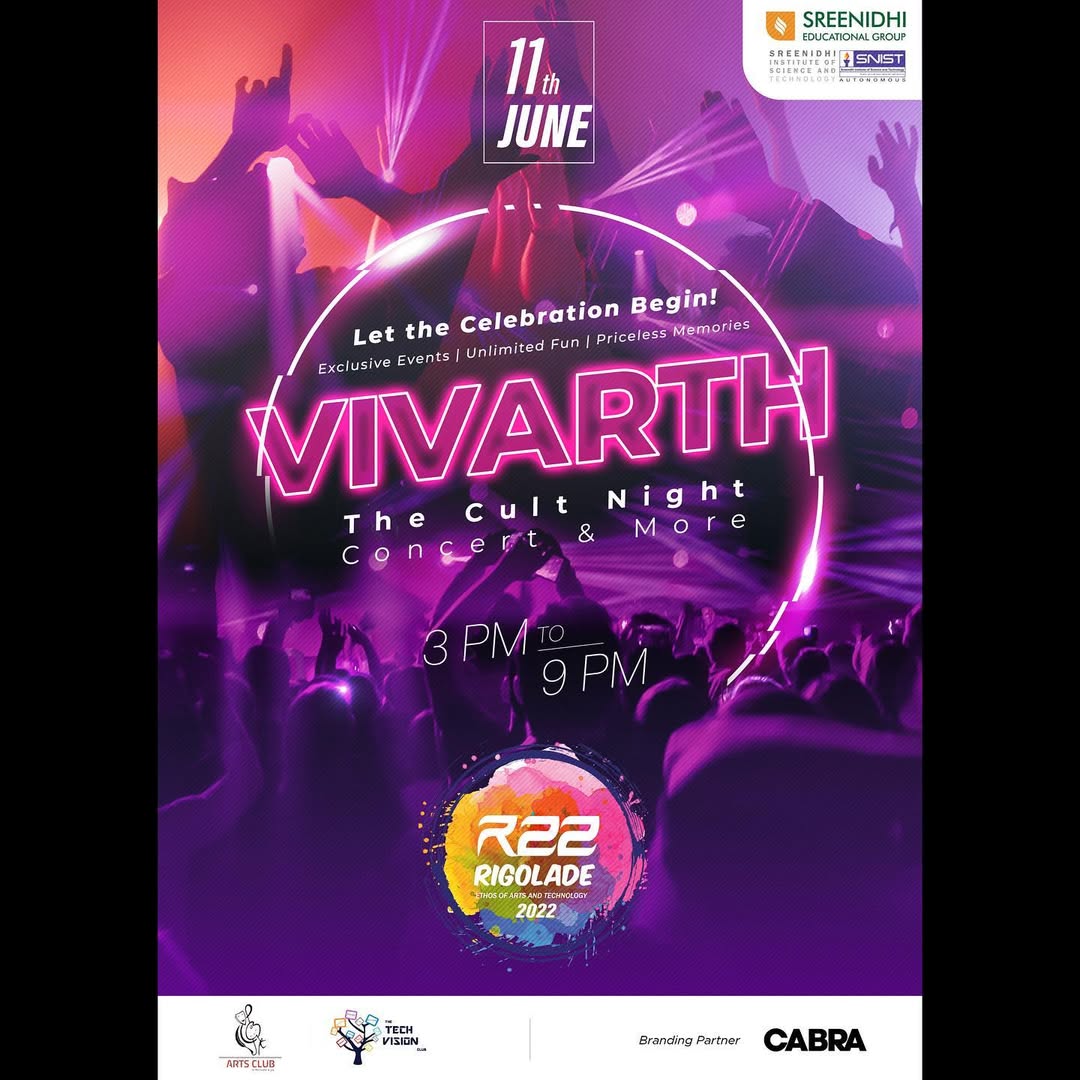 11th
JUNE
SREENIDHI
EDUCATIONAL GROUP
SREENIDHI
INSTITUTE OF
SCIENCE AND
TECHNOLOGY
SNIST
AUTONOMOUS
Let the Celebration Begin!
Exclusive Events | Unlimited Fun | Priceless Memories
VIVARTH
The Cult Night
Concert & More
3 PM TO
9 PM
R22
RIGOLADE
ETHOS OF ARTS AND TECHNOLOGY
2022
ARTS CLUB
THE
TECH
VISION
CLUB
Branding Partner
CABRA